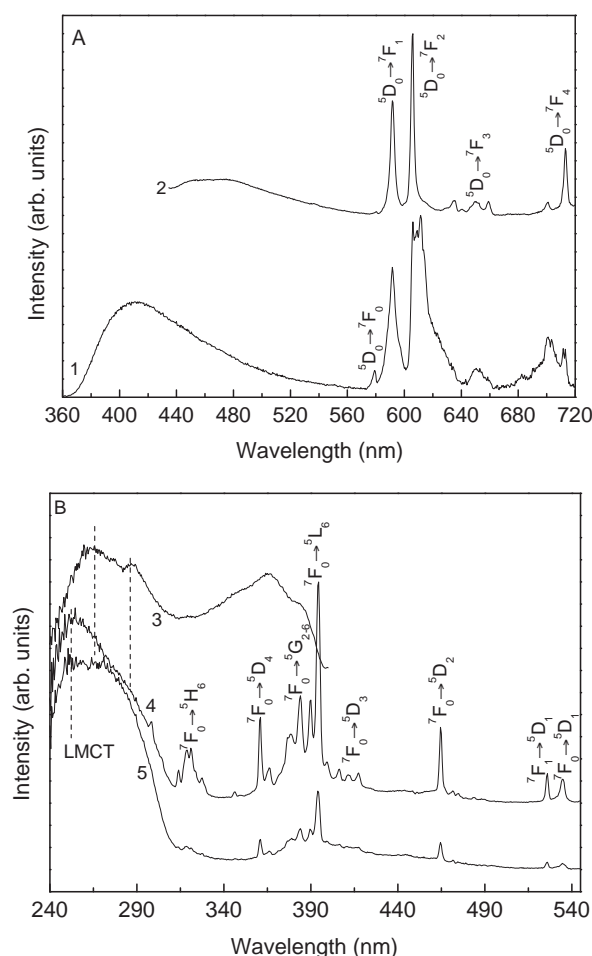 A
⁵D₀→⁷F₁
⁵D₀→⁷F₂
⁵D₀→⁷F₃
⁵D₀→⁷F₄
2
⁵D₀→⁷F₀
1
Intensity (arb. units)
360 400 440 480 520 560 600 640 680 720
Wavelength (nm)
B
⁷F₀→⁵L₆
3
⁷F₀→⁵G₂₋₆
⁷F₀→⁵D₄
⁷F₀→⁵H₆
⁷F₀→⁵D₃
⁷F₀→⁵D₂
⁷F₁→⁵D₁
⁷F₀→⁵D₁
4
LMCT
5
Intensity (arb. units)
240 290 340 390 440 490 540
Wavelength (nm)